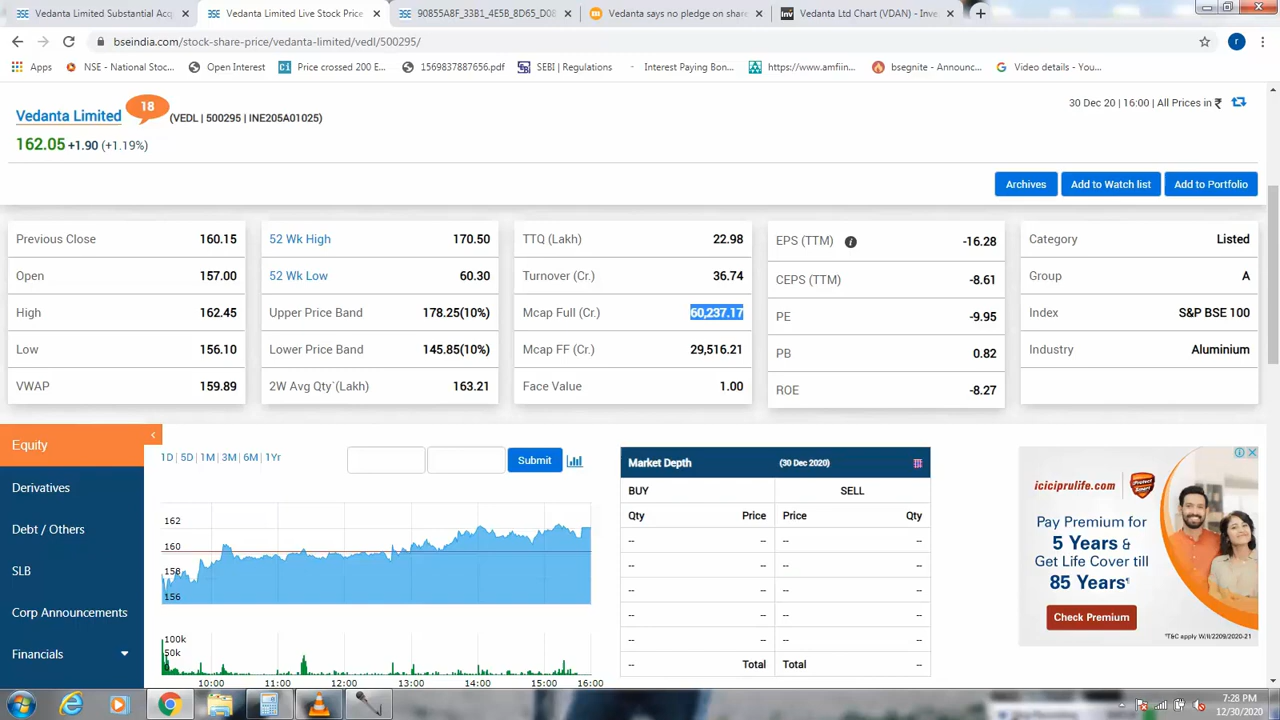 Vedanta Limited Substantial Acq
Vedanta Limited Live Stock Price
90855A95_33B1_4E5B_8D65_D0
Vedanta says no pledge on share
Vedanta Ltd Chart (VDAN) - Inve
bseindia.com/stock-share-price/vedanta-limited/vedl/500295/
r
Apps
NSE - National Stoc...
Open Interest
Price crossed 200 E...
1569837887656.pdf
SEBI | Regulations
Interest Paying Bon...
https://www.amfiin...
bsegnite - Announc...
Video details - You...
Vedanta Limited 18 (VEDL | 500295 | INE205A01025)
30 Dec 20 | 16:00 | All Prices in ₹
162.05 +1.90 (+1.19%)
Archives
Add to Watch list
Add to Portfolio
Previous Close 160.15
Open 157.00
High 162.45
Low 156.10
VWAP 159.89
52 Wk High 170.50
52 Wk Low 60.30
Upper Price Band 178.25(10%)
Lower Price Band 145.85(10%)
2W Avg Qty (Lakh) 163.21
TTQ (Lakh) 22.98
Turnover (Cr.) 36.74
Mcap Full (Cr.) 60,237.17
Mcap FF (Cr.) 29,516.21
Face Value 1.00
EPS (TTM) -16.28
CEPS (TTM) -8.61
PE -9.95
PB 0.82
ROE -8.27
Category Listed
Group A
Index S&P BSE 100
Industry Aluminium
Equity
Derivatives
Debt / Others
SLB
Corp Announcements
Financials
1D | 5D | 1M | 3M | 6M | 1Yr
Submit
162
160
158
156
100k
50k
0k
10:00 11:00 12:00 13:00 14:00 15:00 16:00
Market Depth (30 Dec 2020)
BUY SELL
Qty Price Price Qty
-- -- -- --
-- -- -- --
-- -- -- --
-- -- -- --
-- -- -- --
-- Total Total --
iciciprulife.com
Pay Premium for
5 Years &
Get Life Cover till
85 Years
Check Premium
*T&C apply W/II/2209/2020-21
7:28 PM
12/30/2020